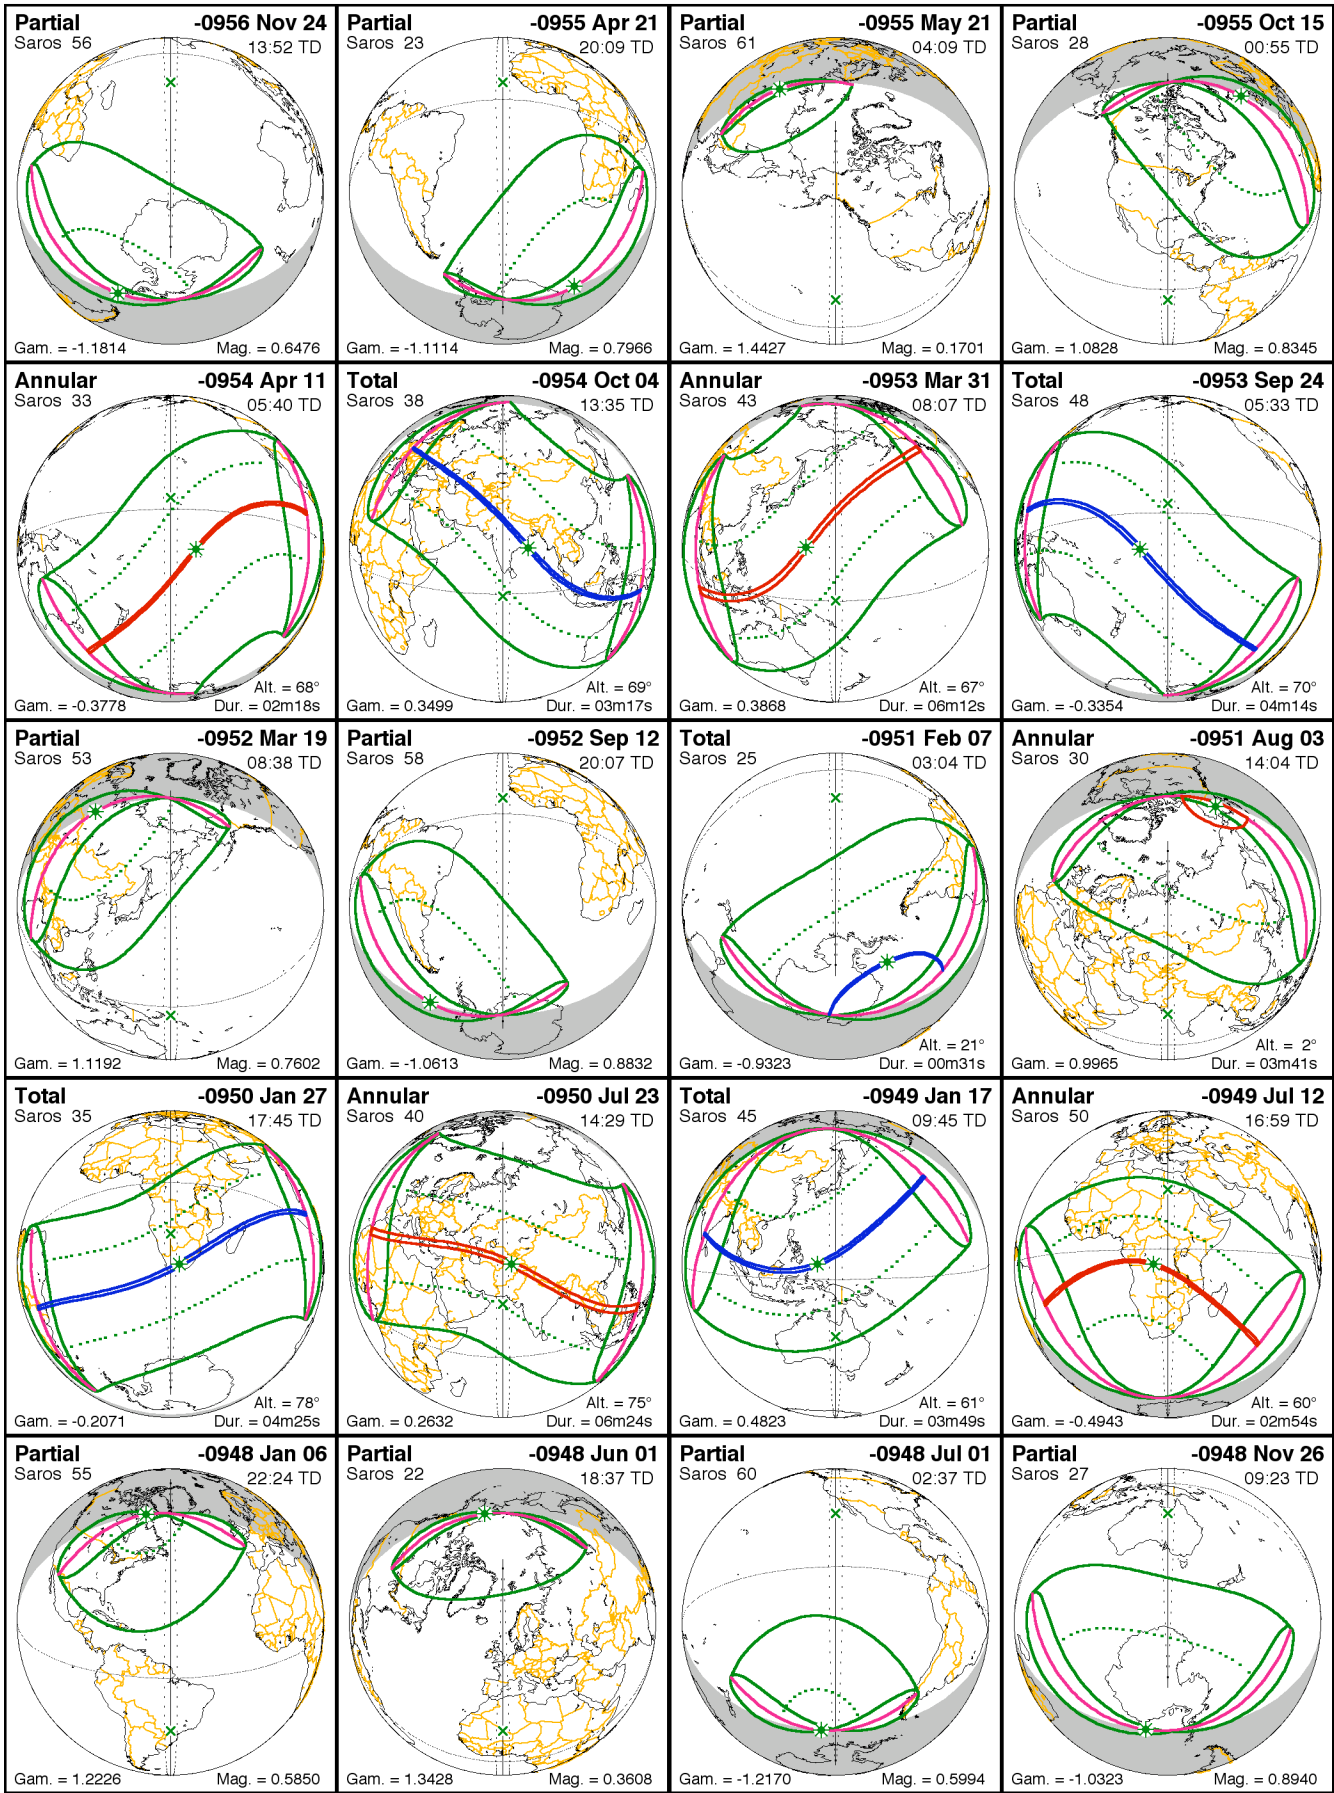 Partial -0956 Nov 24
Saros 56 13:52 TD
Gam. = -1.1814 Mag. = 0.6476
Partial -0955 Apr 21
Saros 23 20:09 TD
Gam. = -1.1114 Mag. = 0.7966
Partial -0955 May 21
Saros 61 04:09 TD
Gam. = 1.4427 Mag. = 0.1701
Partial -0955 Oct 15
Saros 28 00:55 TD
Gam. = 1.0828 Mag. = 0.8345
Annular -0954 Apr 11
Saros 33 05:40 TD
Alt. = 68°
Gam. = -0.3778 Dur. = 02m18s
Total -0954 Oct 04
Saros 38 13:35 TD
Alt. = 69°
Gam. = 0.3499 Dur. = 03m17s
Annular -0953 Mar 31
Saros 43 08:07 TD
Alt. = 67°
Gam. = 0.3868 Dur. = 06m12s
Total -0953 Sep 24
Saros 48 05:33 TD
Alt. = 70°
Gam. = -0.3354 Dur. = 04m14s
Partial -0952 Mar 19
Saros 53 08:38 TD
Gam. = 1.1192 Mag. = 0.7602
Partial -0952 Sep 12
Saros 58 20:07 TD
Gam. = -1.0613 Mag. = 0.8832
Total -0951 Feb 07
Saros 25 03:04 TD
Alt. = 21°
Gam. = -0.9323 Dur. = 00m31s
Annular -0951 Aug 03
Saros 30 14:04 TD
Alt. = 2°
Gam. = 0.9965 Dur. = 03m41s
Total -0950 Jan 27
Saros 35 17:45 TD
Alt. = 78°
Gam. = -0.2071 Dur. = 04m25s
Annular -0950 Jul 23
Saros 40 14:29 TD
Alt. = 75°
Gam. = 0.2632 Dur. = 06m24s
Total -0949 Jan 17
Saros 45 09:45 TD
Alt. = 61°
Gam. = 0.4823 Dur. = 03m49s
Annular -0949 Jul 12
Saros 50 16:59 TD
Alt. = 60°
Gam. = -0.4943 Dur. = 02m54s
Partial -0948 Jan 06
Saros 55 22:24 TD
Gam. = 1.2226 Mag. = 0.5850
Partial -0948 Jun 01
Saros 22 18:37 TD
Gam. = 1.3428 Mag. = 0.3608
Partial -0948 Jul 01
Saros 60 02:37 TD
Gam. = -1.2170 Mag. = 0.5994
Partial -0948 Nov 26
Saros 27 09:23 TD
Gam. = -1.0323 Mag. = 0.8940